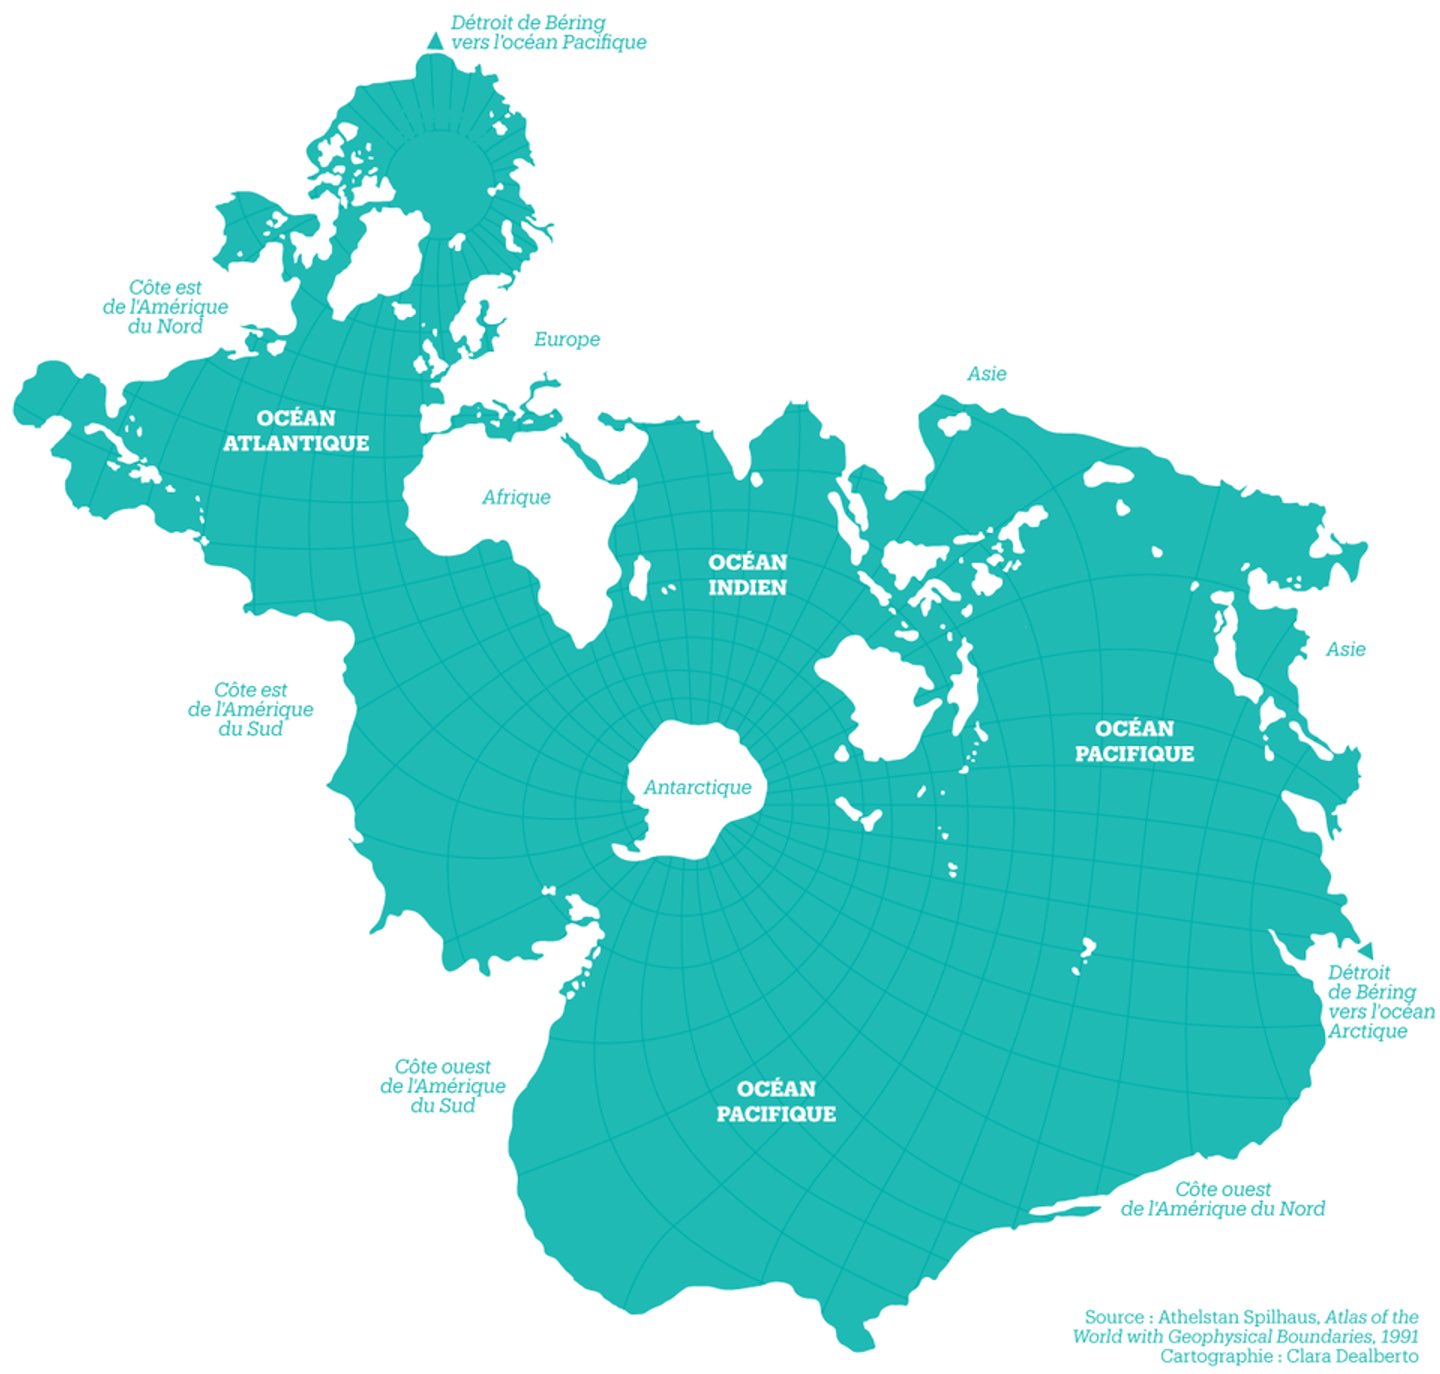 Détroit de Béring
vers l'océan Pacifique
Côte est
de l'Amérique
du Nord
Europe
Asie
OCÉAN
ATLANTIQUE
Afrique
OCÉAN
INDIEN
Asie
Côte est
de l'Amérique
du Sud
OCÉAN
PACIFIQUE
Antarctique
Détroit
de Béring
vers l'océan
Arctique
Côte ouest
de l'Amérique
du Sud
OCÉAN
PACIFIQUE
Côte ouest
de l'Amérique du Nord
Source : Athelstan Spilhaus, Atlas of the
World with Geophysical Boundaries, 1991
Cartographie : Clara Dealberto